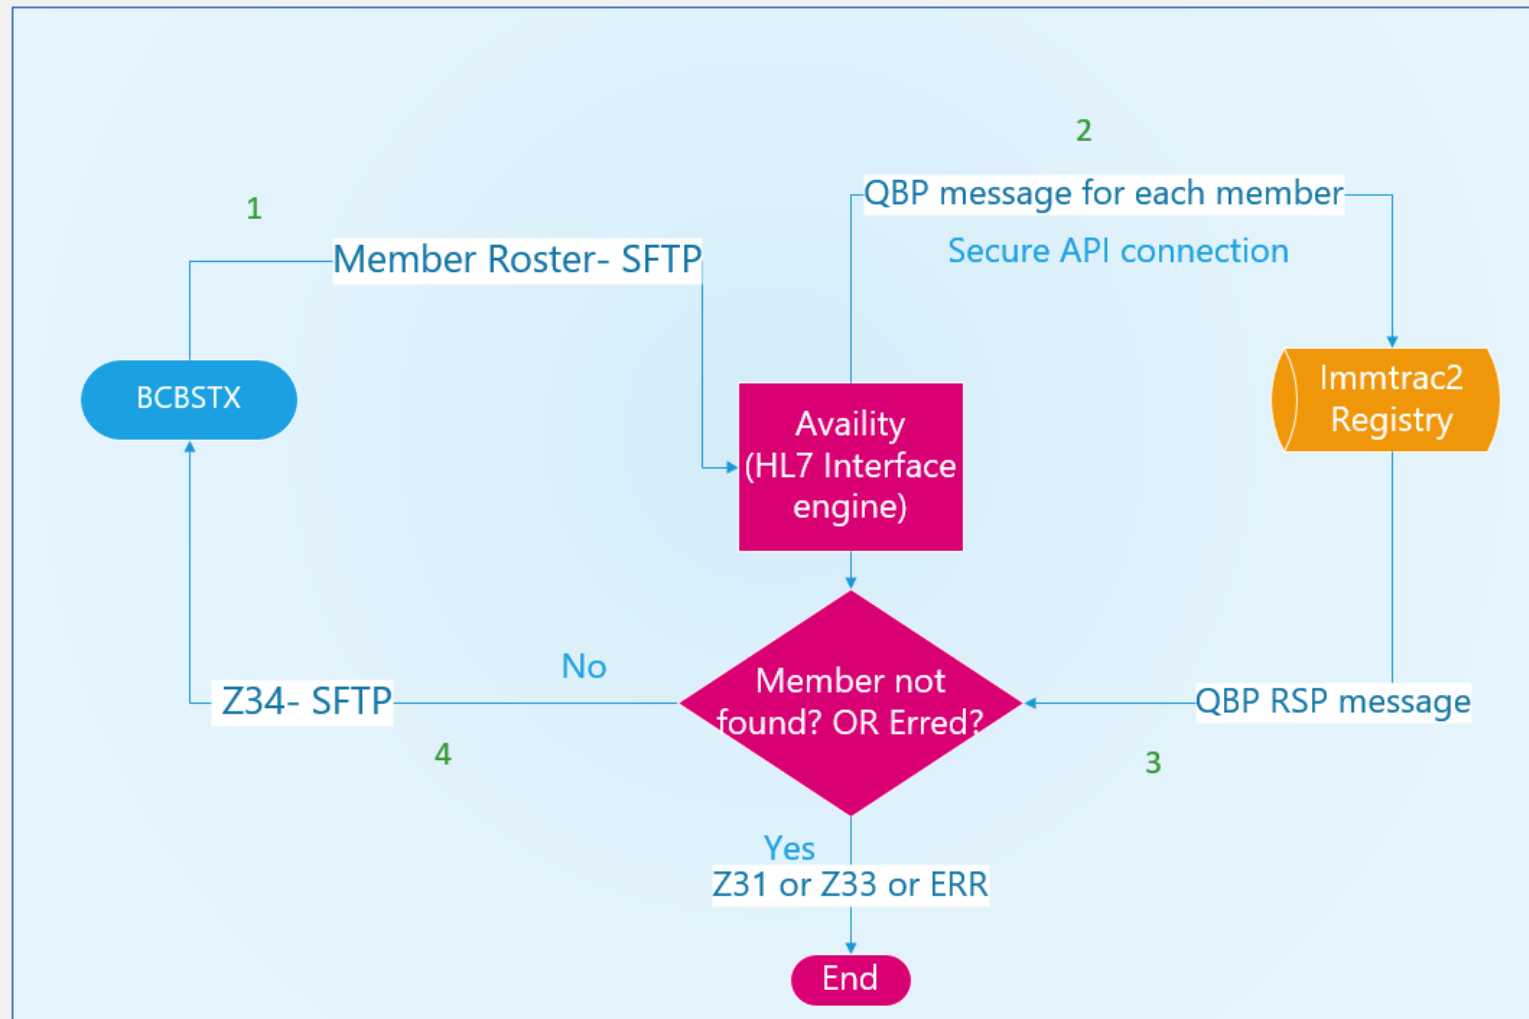 2
QBP message for each member
1
Secure API connection
Member Roster- SFTP
BCBSTX
Immtrac2
Registry
Availity
(HL7 Interface
engine)
No
Member not
found? OR Erred?
Z34- SFTP
QBP RSP message
4
3
Yes
Z31 or Z33 or ERR
End